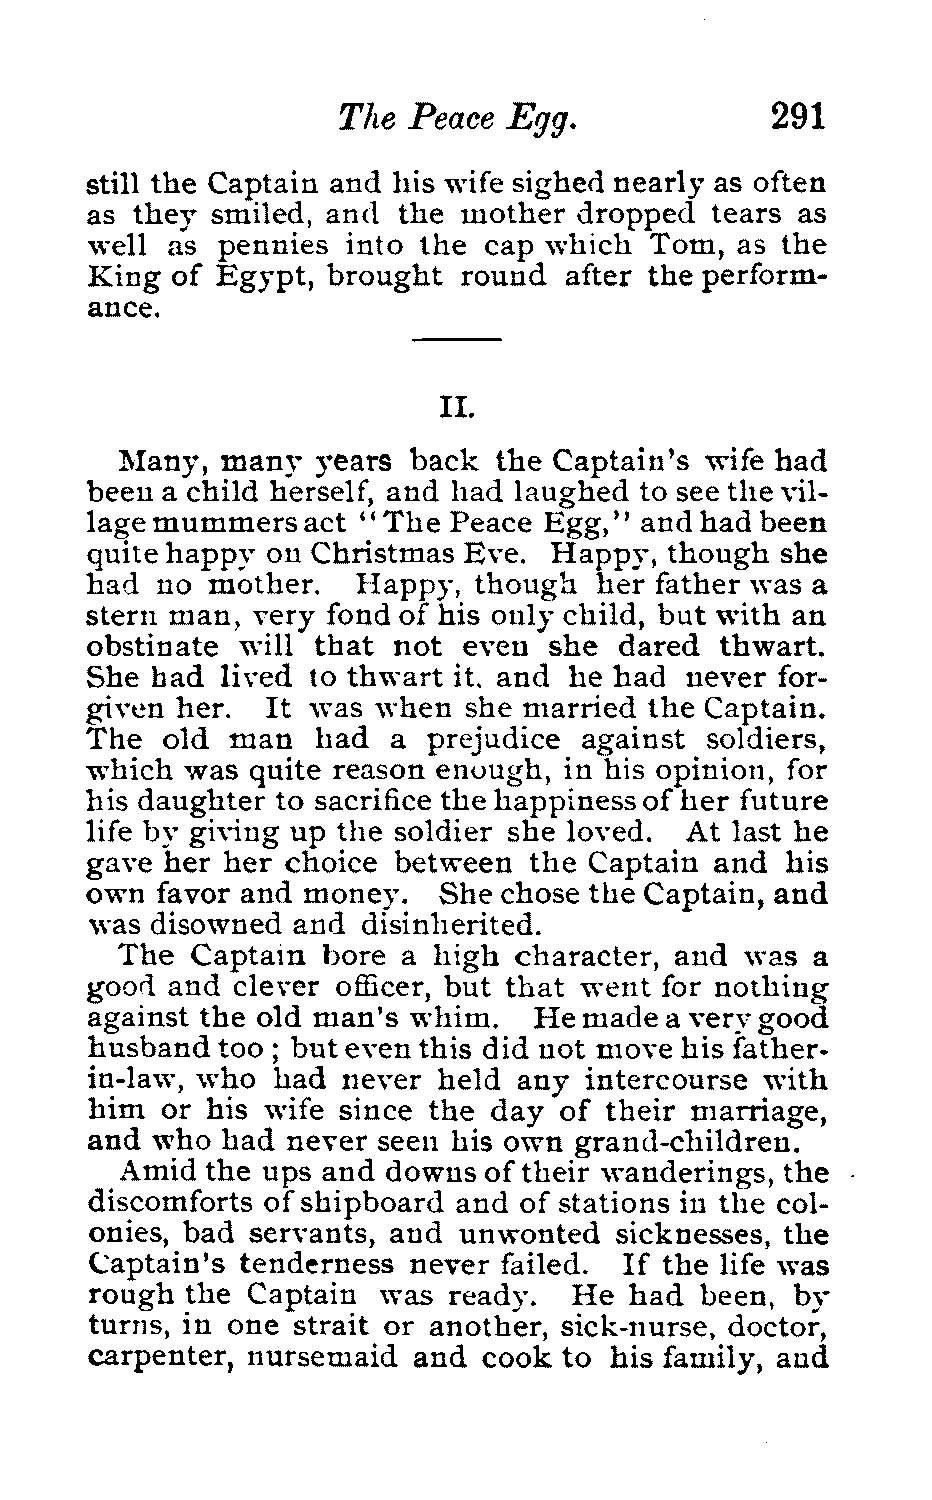 The Peace Egg. 291
still the Captain and his wife sighed nearly as often
as they smiled, and the mother dropped tears as
well as pennies into the cap which Tom, as the
King of Egypt, brought round after the perform-
ance.
II.
Many, many years back the Captain's wife had
been a child herself, and had laughed to see the vil-
lage mummers act "The Peace Egg," and had been
quite happy on Christmas Eve. Happy, though she
had no mother. Happy, though her father was a
stern man, very fond of his only child, but with an
obstinate will that not even she dared thwart.
She had lived to thwart it, and he had never for-
given her. It was when she married the Captain.
The old man had a prejudice against soldiers,
which was quite reason enough, in his opinion, for
his daughter to sacrifice the happiness of her future
life by giving up the soldier she loved. At last he
gave her her choice between the Captain and his
own favor and money. She chose the Captain, and
was disowned and disinherited.
The Captain bore a high character, and was a
good and clever officer, but that went for nothing
against the old man's whim. He made a very good
husband too; but even this did not move his father-
in-law, who had never held any intercourse with
him or his wife since the day of their marriage,
and who had never seen his own grand-children.
Amid the ups and downs of their wanderings, the
discomforts of shipboard and of stations in the col-
onies, bad servants, and unwonted sicknesses, the
Captain's tenderness never failed. If the life was
rough the Captain was ready. He had been, by
turns, in one strait or another, sick-nurse, doctor,
carpenter, nursemaid and cook to his family, and